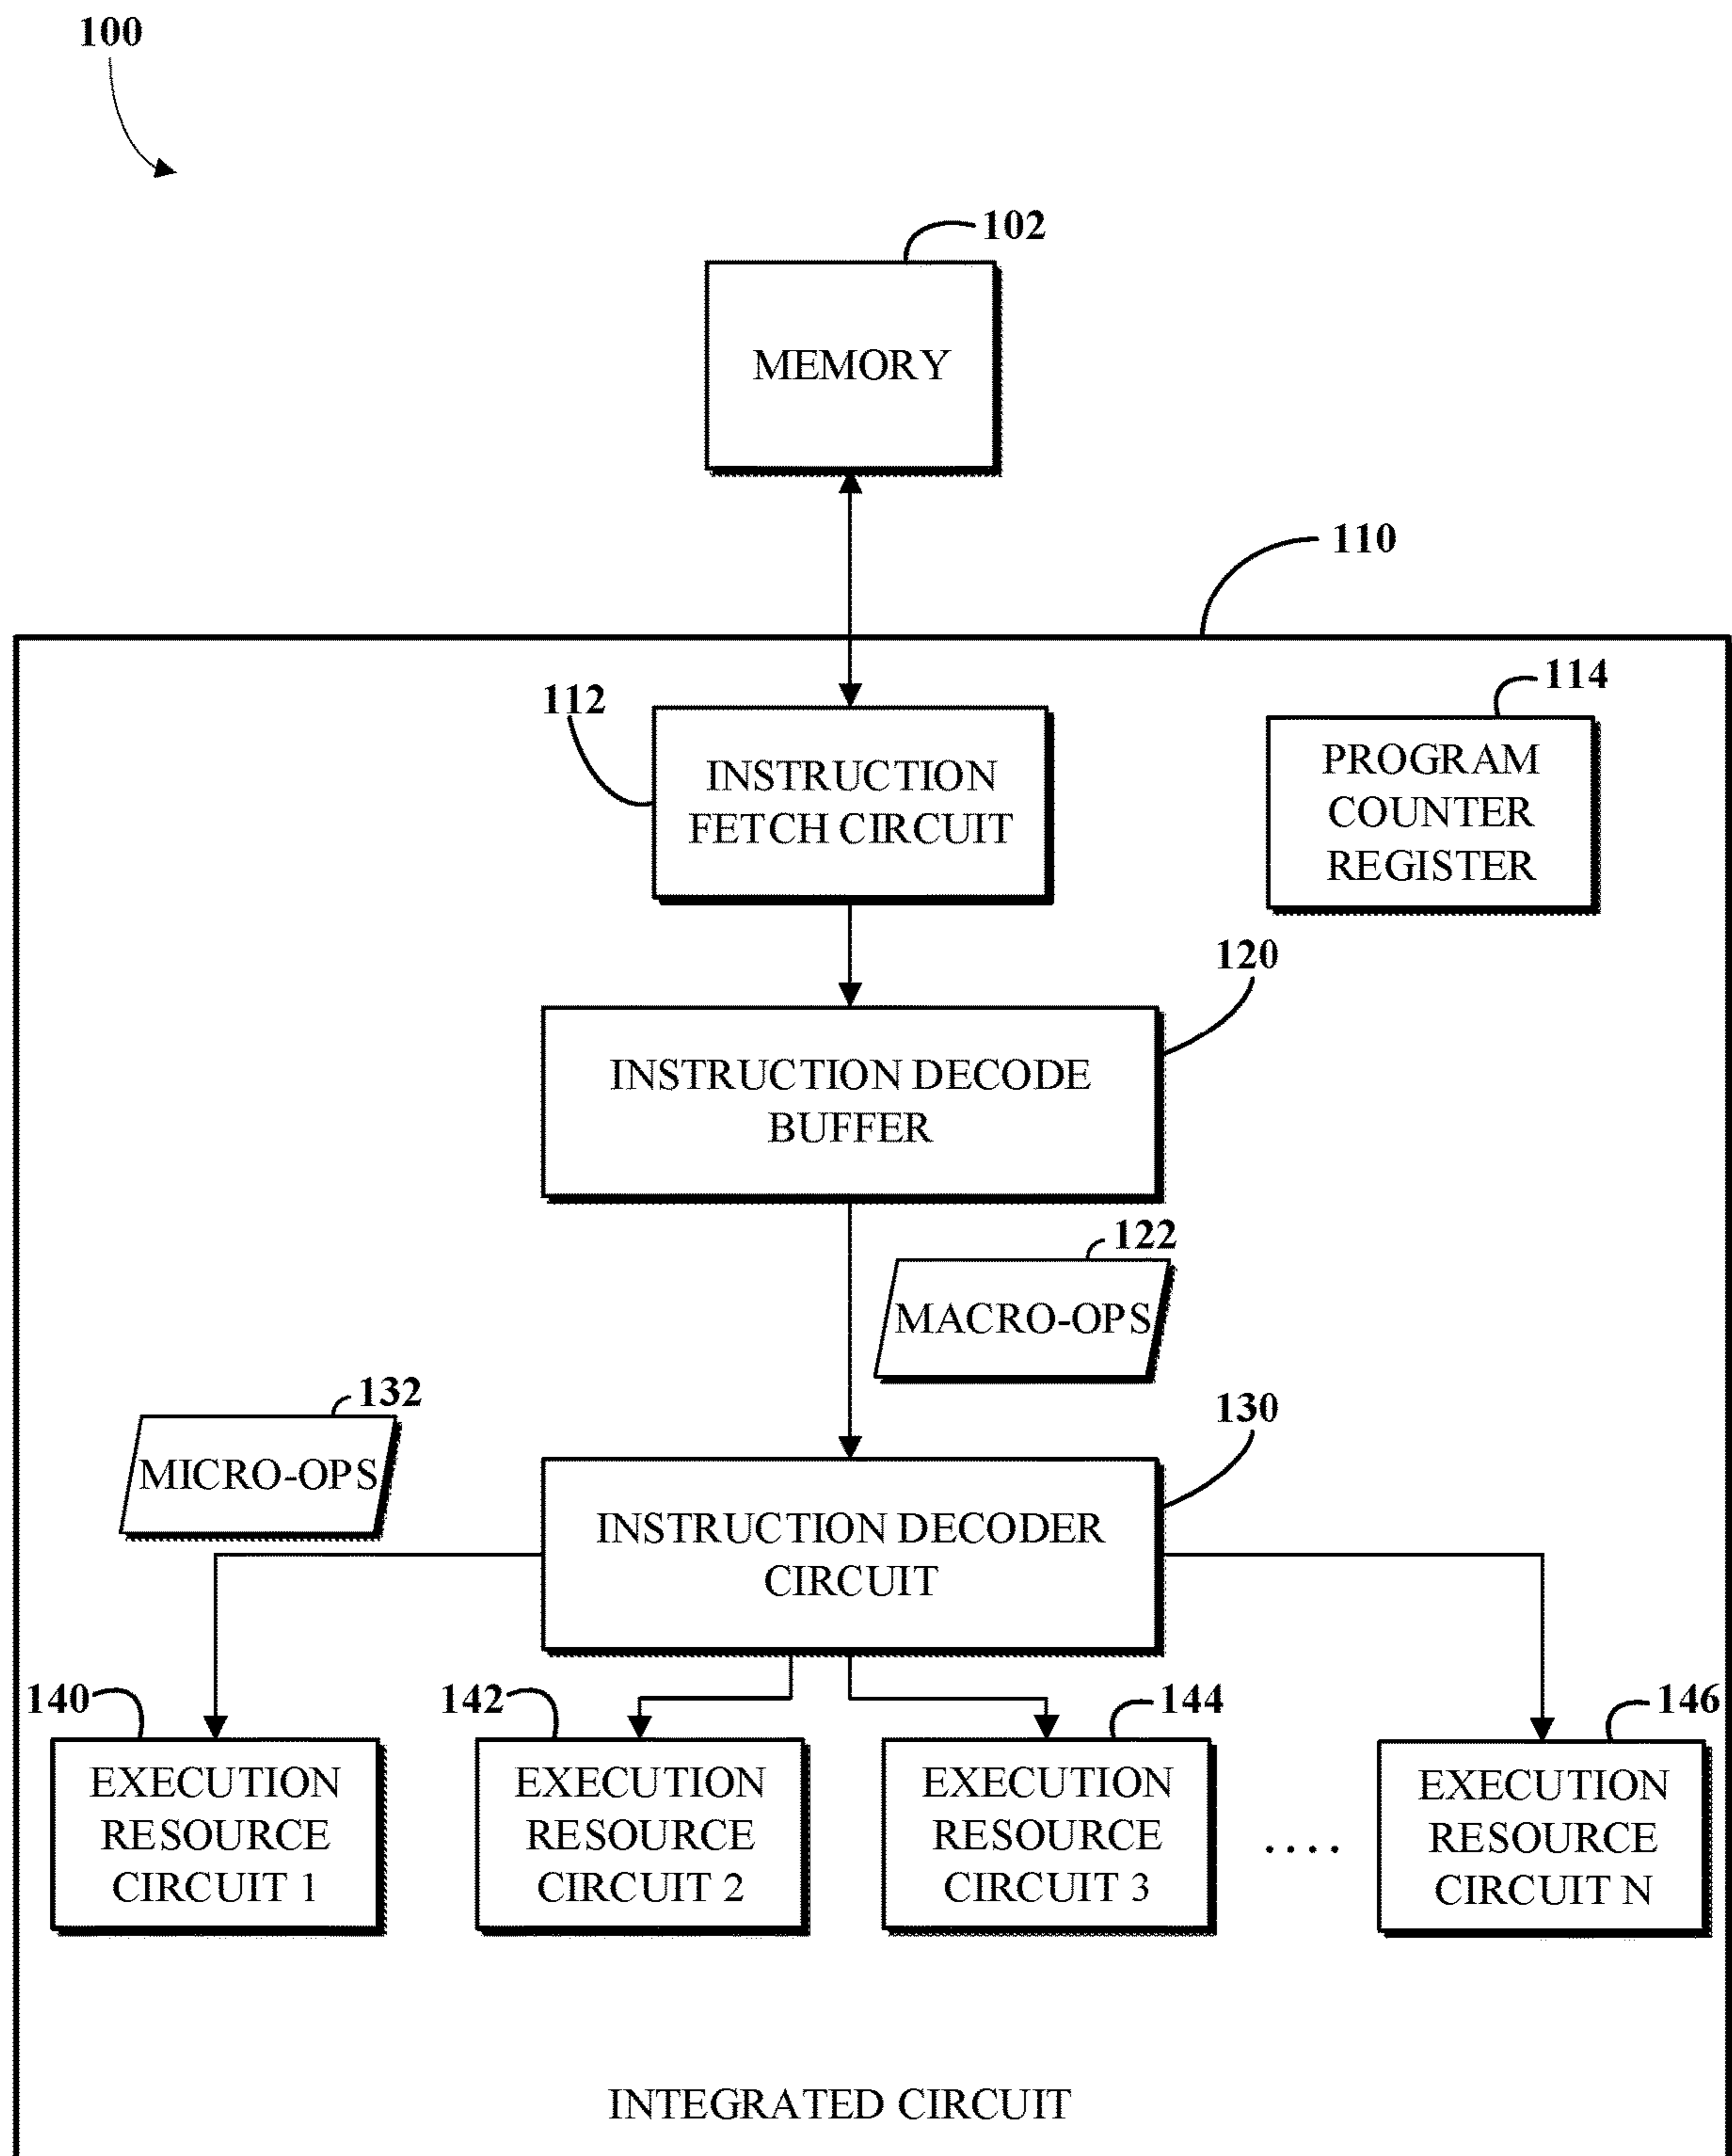 100
102
MEMORY
110
112
INSTRUCTION
FETCH CIRCUIT
114
PROGRAM
COUNTER
REGISTER
120
INSTRUCTION DECODE
BUFFER
122
MACRO-OPS
132
MICRO-OPS
130
INSTRUCTION DECODER
CIRCUIT
140
EXECUTION
RESOURCE
CIRCUIT 1
142
EXECUTION
RESOURCE
CIRCUIT 2
144
EXECUTION
RESOURCE
CIRCUIT 3
....
146
EXECUTION
RESOURCE
CIRCUIT N
INTEGRATED CIRCUIT